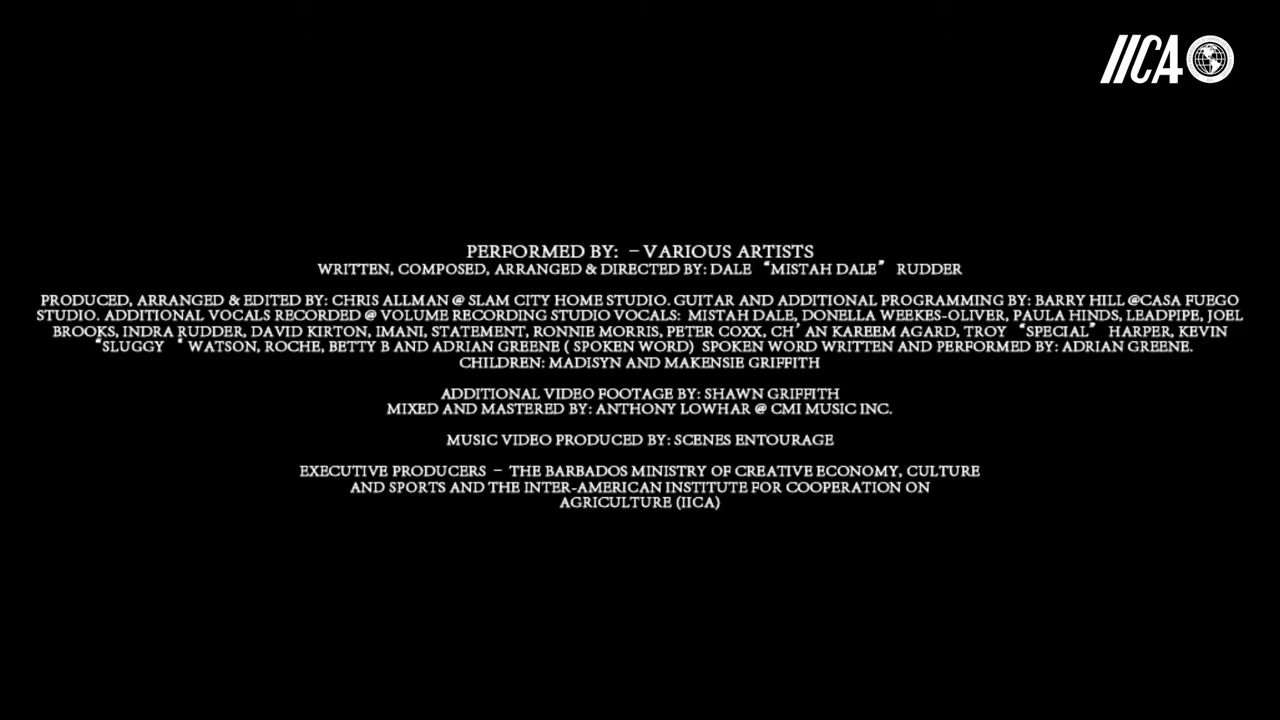 IICA
PERFORMED BY: – VARIOUS ARTISTS
WRITTEN, COMPOSED, ARRANGED & DIRECTED BY: DALE “MISTAH DALE” RUDDER
PRODUCED, ARRANGED & EDITED BY: CHRIS ALLMAN @ SLAM CITY HOME STUDIO. GUITAR AND ADDITIONAL PROGRAMMING BY: BARRY HILL @CASA FUEGO
STUDIO. ADDITIONAL VOCALS RECORDED @ VOLUME RECORDING STUDIO VOCALS: MISTAH DALE, DONELLA WEEKES-OLIVER, PAULA HINDS, LEADPIPE, JOEL
BROOKS, INDRA RUDDER, DAVID KIRTON, IMANI, STATEMENT, RONNIE MORRIS, PETER COXX, CH’AN KAREEM AGARD, TROY “SPECIAL” HARPER, KEVIN
“SLUGGY “ WATSON, ROCHE, BETTY B AND ADRIAN GREENE ( SPOKEN WORD) SPOKEN WORD WRITTEN AND PERFORMED BY: ADRIAN GREENE.
CHILDREN: MADISYN AND MAKENSIE GRIFFITH
ADDITIONAL VIDEO FOOTAGE BY: SHAWN GRIFFITH
MIXED AND MASTERED BY: ANTHONY LOWHAR @ CMI MUSIC INC.
MUSIC VIDEO PRODUCED BY: SCENES ENTOURAGE
EXECUTIVE PRODUCERS – THE BARBADOS MINISTRY OF CREATIVE ECONOMY, CULTURE
AND SPORTS AND THE INTER-AMERICAN INSTITUTE FOR COOPERATION ON
AGRICULTURE (IICA)